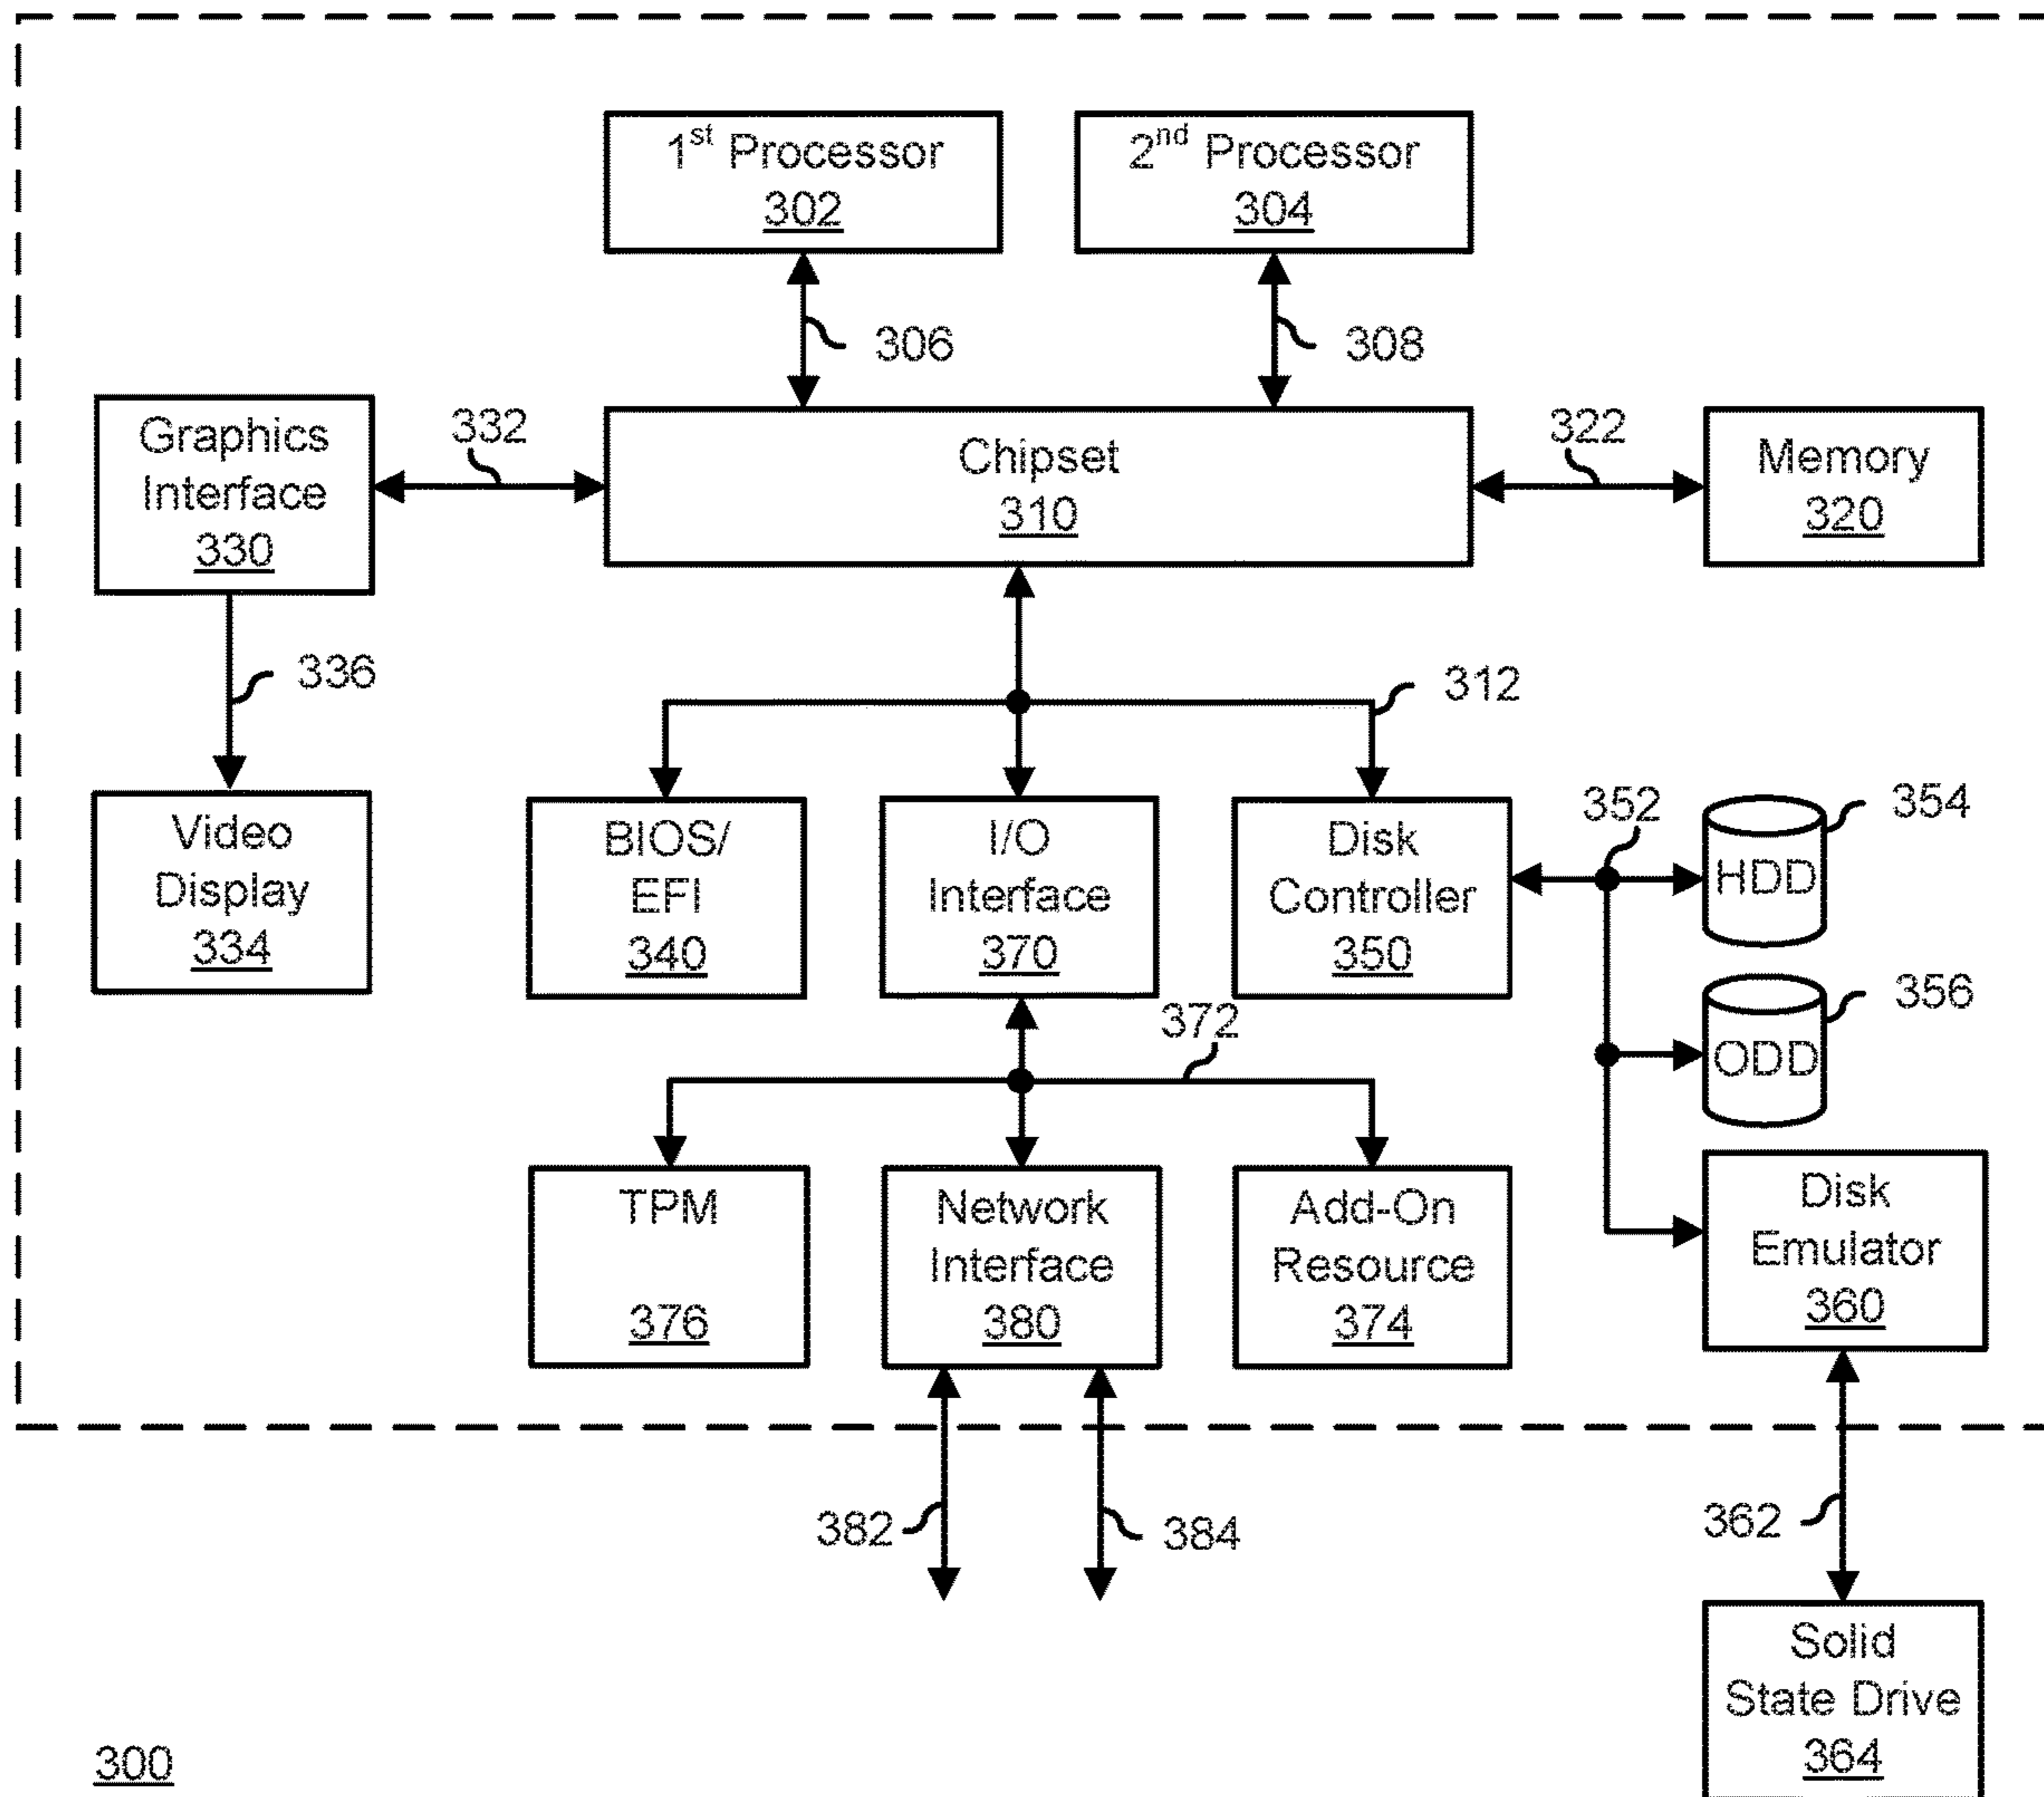 1st Processor
302
2nd Processor
304
306
308
Graphics
Interface
330
332
Chipset
310
322
Memory
320
336
312
Video
Display
334
BIOS/
EFI
340
I/O
Interface
370
Disk
Controller
350
352
HDD
354
ODD
356
372
TPM
376
Network
Interface
380
Add-On
Resource
374
Disk
Emulator
360
382
384
362
Solid
State Drive
364
300